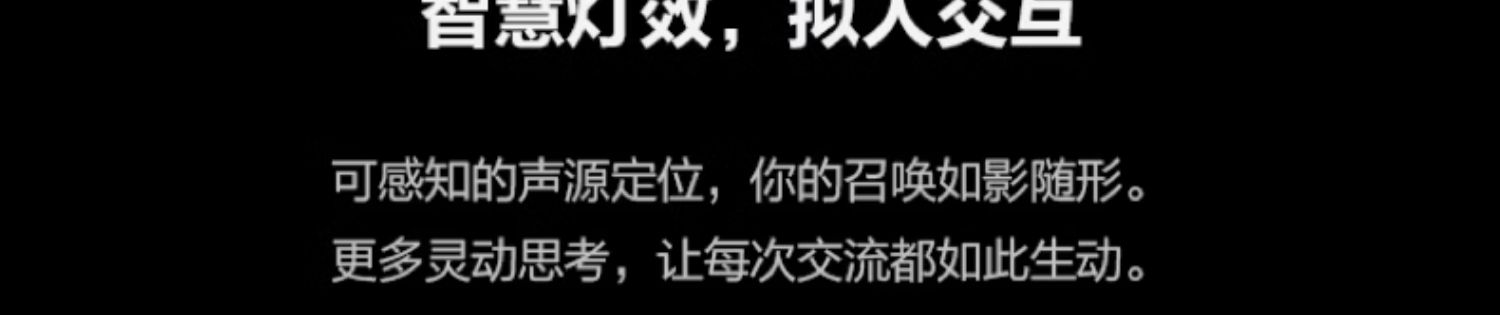 智慧灯效，拟人交互
可感知的声源定位，你的召唤如影随形。
更多灵动思考，让每次交流都如此生动。